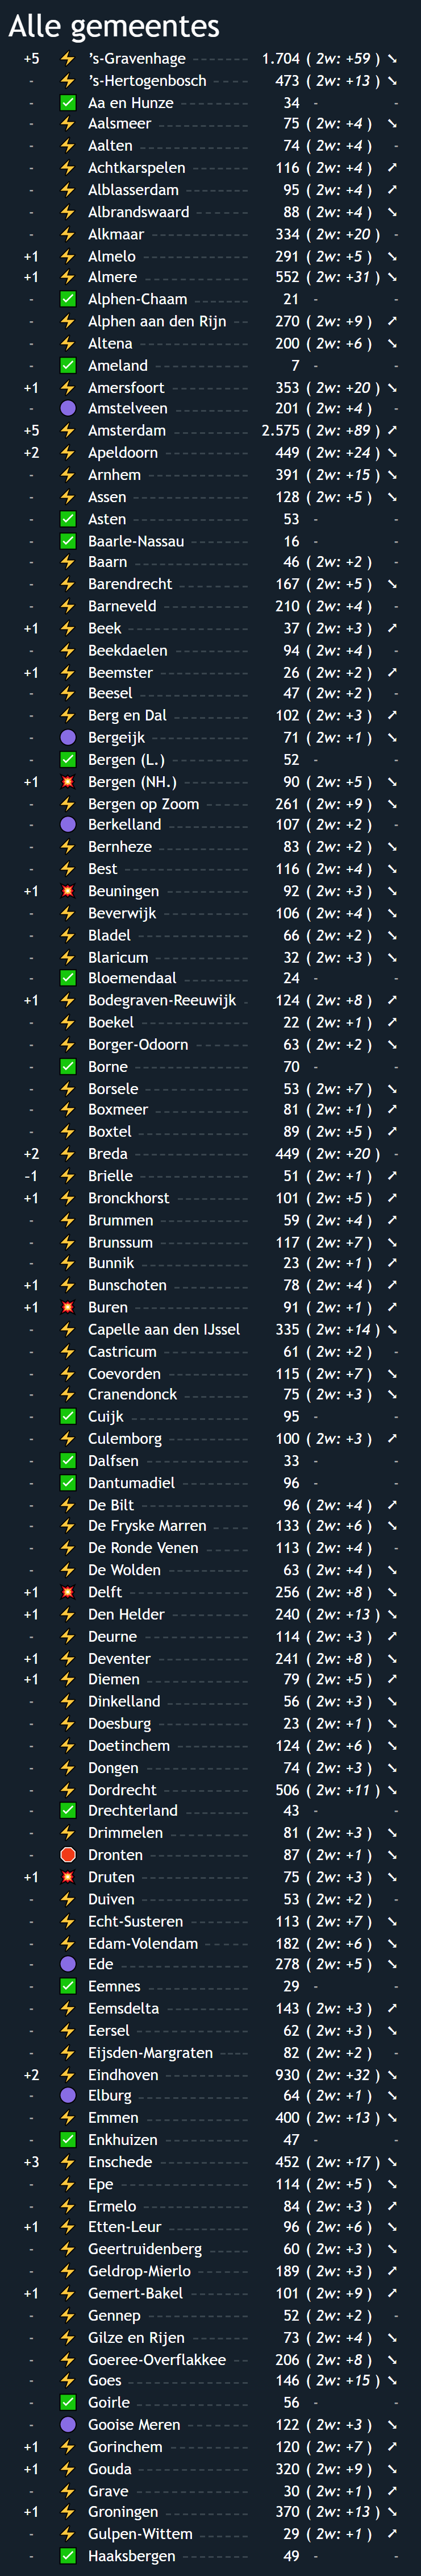 Alle gemeentes
+5 ⚡ ’s-Gravenhage 1.704 ( 2w: +59 ) ➘
- ⚡ ’s-Hertogenbosch 473 ( 2w: +13 ) ➘
- ✅ Aa en Hunze 34 - -
- ⚡ Aalsmeer 75 ( 2w: +4 ) ➘
- ⚡ Aalten 74 ( 2w: +4 ) -
- ⚡ Achtkarspelen 116 ( 2w: +4 ) ➚
- ⚡ Alblasserdam 95 ( 2w: +4 ) ➚
- ⚡ Albrandswaard 88 ( 2w: +4 ) ➘
- ⚡ Alkmaar 334 ( 2w: +20 ) -
+1 ⚡ Almelo 291 ( 2w: +5 ) ➘
+1 ⚡ Almere 552 ( 2w: +31 ) ➘
- ✅ Alphen-Chaam 21 - -
- ⚡ Alphen aan den Rijn 270 ( 2w: +9 ) ➚
- ⚡ Altena 200 ( 2w: +6 ) ➘
- ✅ Ameland 7 - -
+1 ⚡ Amersfoort 353 ( 2w: +20 ) ➘
- 🟣 Amstelveen 201 ( 2w: +4 ) -
+5 ⚡ Amsterdam 2.575 ( 2w: +89 ) ➚
+2 ⚡ Apeldoorn 449 ( 2w: +24 ) ➘
- ⚡ Arnhem 391 ( 2w: +15 ) ➘
- ⚡ Assen 128 ( 2w: +5 ) ➘
- ✅ Asten 53 - -
- ✅ Baarle-Nassau 16 - -
- ⚡ Baarn 46 ( 2w: +2 ) -
- ⚡ Barendrecht 167 ( 2w: +5 ) ➘
- ⚡ Barneveld 210 ( 2w: +4 ) -
+1 ⚡ Beek 37 ( 2w: +3 ) ➚
- ⚡ Beekdaelen 94 ( 2w: +4 ) -
+1 ⚡ Beemster 26 ( 2w: +2 ) ➚
- ⚡ Beesel 47 ( 2w: +2 ) -
- ⚡ Berg en Dal 102 ( 2w: +3 ) ➚
- 🟣 Bergeijk 71 ( 2w: +1 ) ➘
- ✅ Bergen (L.) 52 - -
+1 💥 Bergen (NH.) 90 ( 2w: +5 ) ➘
- ⚡ Bergen op Zoom 261 ( 2w: +9 ) ➘
- 🟣 Berkelland 107 ( 2w: +2 ) -
- ⚡ Bernheze 83 ( 2w: +2 ) ➘
- ⚡ Best 116 ( 2w: +4 ) ➘
+1 💥 Beuningen 92 ( 2w: +3 ) ➘
- ⚡ Beverwijk 106 ( 2w: +4 ) ➘
- ⚡ Bladel 66 ( 2w: +2 ) ➘
- ⚡ Blaricum 32 ( 2w: +3 ) ➘
- ✅ Bloemendaal 24 - -
+1 ⚡ Bodegraven-Reeuwijk 124 ( 2w: +8 ) ➚
- ⚡ Boekel 22 ( 2w: +1 ) ➚
- ⚡ Borger-Odoorn 63 ( 2w: +2 ) ➘
- ✅ Borne 70 - -
- ⚡ Borsele 53 ( 2w: +7 ) ➘
- ⚡ Boxmeer 81 ( 2w: +1 ) ➚
- ⚡ Boxtel 89 ( 2w: +5 ) ➚
+2 ⚡ Breda 449 ( 2w: +20 ) -
-1 ⚡ Brielle 51 ( 2w: +1 ) ➚
+1 ⚡ Bronckhorst 101 ( 2w: +5 ) ➚
- ⚡ Brummen 59 ( 2w: +4 ) ➚
- ⚡ Brunssum 117 ( 2w: +7 ) ➘
- ⚡ Bunnik 23 ( 2w: +1 ) ➚
+1 ⚡ Bunschoten 78 ( 2w: +4 ) ➚
+1 💥 Buren 91 ( 2w: +1 ) ➚
- ⚡ Capelle aan den IJssel 335 ( 2w: +14 ) ➘
- ⚡ Castricum 61 ( 2w: +2 ) -
- ⚡ Coevorden 115 ( 2w: +7 ) ➘
- ⚡ Cranendonck 75 ( 2w: +3 ) ➘
- ✅ Cuijk 95 - -
- ⚡ Culemborg 100 ( 2w: +3 ) ➚
- ✅ Dalfsen 33 - -
- ✅ Dantumadiel 96 - -
- ⚡ De Bilt 96 ( 2w: +4 ) ➚
- ⚡ De Fryske Marren 133 ( 2w: +6 ) ➘
- ⚡ De Ronde Venen 113 ( 2w: +4 ) -
- ⚡ De Wolden 63 ( 2w: +4 ) ➘
+1 💥 Delft 256 ( 2w: +8 ) ➘
+1 ⚡ Den Helder 240 ( 2w: +13 ) ➘
- ⚡ Deurne 114 ( 2w: +3 ) ➚
+1 ⚡ Deventer 241 ( 2w: +8 ) ➘
+1 ⚡ Diemen 79 ( 2w: +5 ) ➚
- ⚡ Dinkelland 56 ( 2w: +3 ) ➘
- ⚡ Doesburg 23 ( 2w: +1 ) ➘
- ⚡ Doetinchem 124 ( 2w: +6 ) ➘
- ⚡ Dongen 74 ( 2w: +3 ) ➘
- ⚡ Dordrecht 506 ( 2w: +11 ) ➘
- ✅ Drechterland 43 - -
- ⚡ Drimmelen 81 ( 2w: +3 ) ➘
- 🛑 Dronten 87 ( 2w: +1 ) ➘
+1 💥 Druten 75 ( 2w: +3 ) ➘
- ⚡ Duiven 53 ( 2w: +2 ) -
- ⚡ Echt-Susteren 113 ( 2w: +7 ) ➘
- ⚡ Edam-Volendam 182 ( 2w: +6 ) ➘
- 🟣 Ede 278 ( 2w: +5 ) ➘
- ✅ Eemnes 29 - -
- ⚡ Eemsdelta 143 ( 2w: +3 ) ➚
- ⚡ Eersel 62 ( 2w: +3 ) ➘
- ⚡ Eijsden-Margraten 82 ( 2w: +2 ) -
+2 ⚡ Eindhoven 930 ( 2w: +32 ) ➘
- 🟣 Elburg 64 ( 2w: +1 ) ➘
- ⚡ Emmen 400 ( 2w: +13 ) ➘
- ✅ Enkhuizen 47 - -
+3 ⚡ Enschede 452 ( 2w: +17 ) ➘
- ⚡ Epe 114 ( 2w: +5 ) ➘
- ⚡ Ermelo 84 ( 2w: +3 ) ➚
+1 ⚡ Etten-Leur 96 ( 2w: +6 ) ➘
- ⚡ Geertruidenberg 60 ( 2w: +3 ) ➘
- ⚡ Geldrop-Mierlo 189 ( 2w: +3 ) ➚
+1 ⚡ Gemert-Bakel 101 ( 2w: +9 ) ➚
- ⚡ Gennep 52 ( 2w: +2 ) -
- ⚡ Gilze en Rijen 73 ( 2w: +4 ) ➘
- ⚡ Goeree-Overflakkee 206 ( 2w: +8 ) ➘
- ⚡ Goes 146 ( 2w: +15 ) ➘
- ✅ Goirle 56 - -
- 🟣 Gooise Meren 122 ( 2w: +3 ) ➘
+1 ⚡ Gorinchem 120 ( 2w: +7 ) ➚
+1 ⚡ Gouda 320 ( 2w: +9 ) ➘
- ⚡ Grave 30 ( 2w: +1 ) ➚
+1 ⚡ Groningen 370 ( 2w: +13 ) ➘
- ⚡ Gulpen-Wittem 29 ( 2w: +1 ) ➚
- ✅ Haaksbergen 49 - -